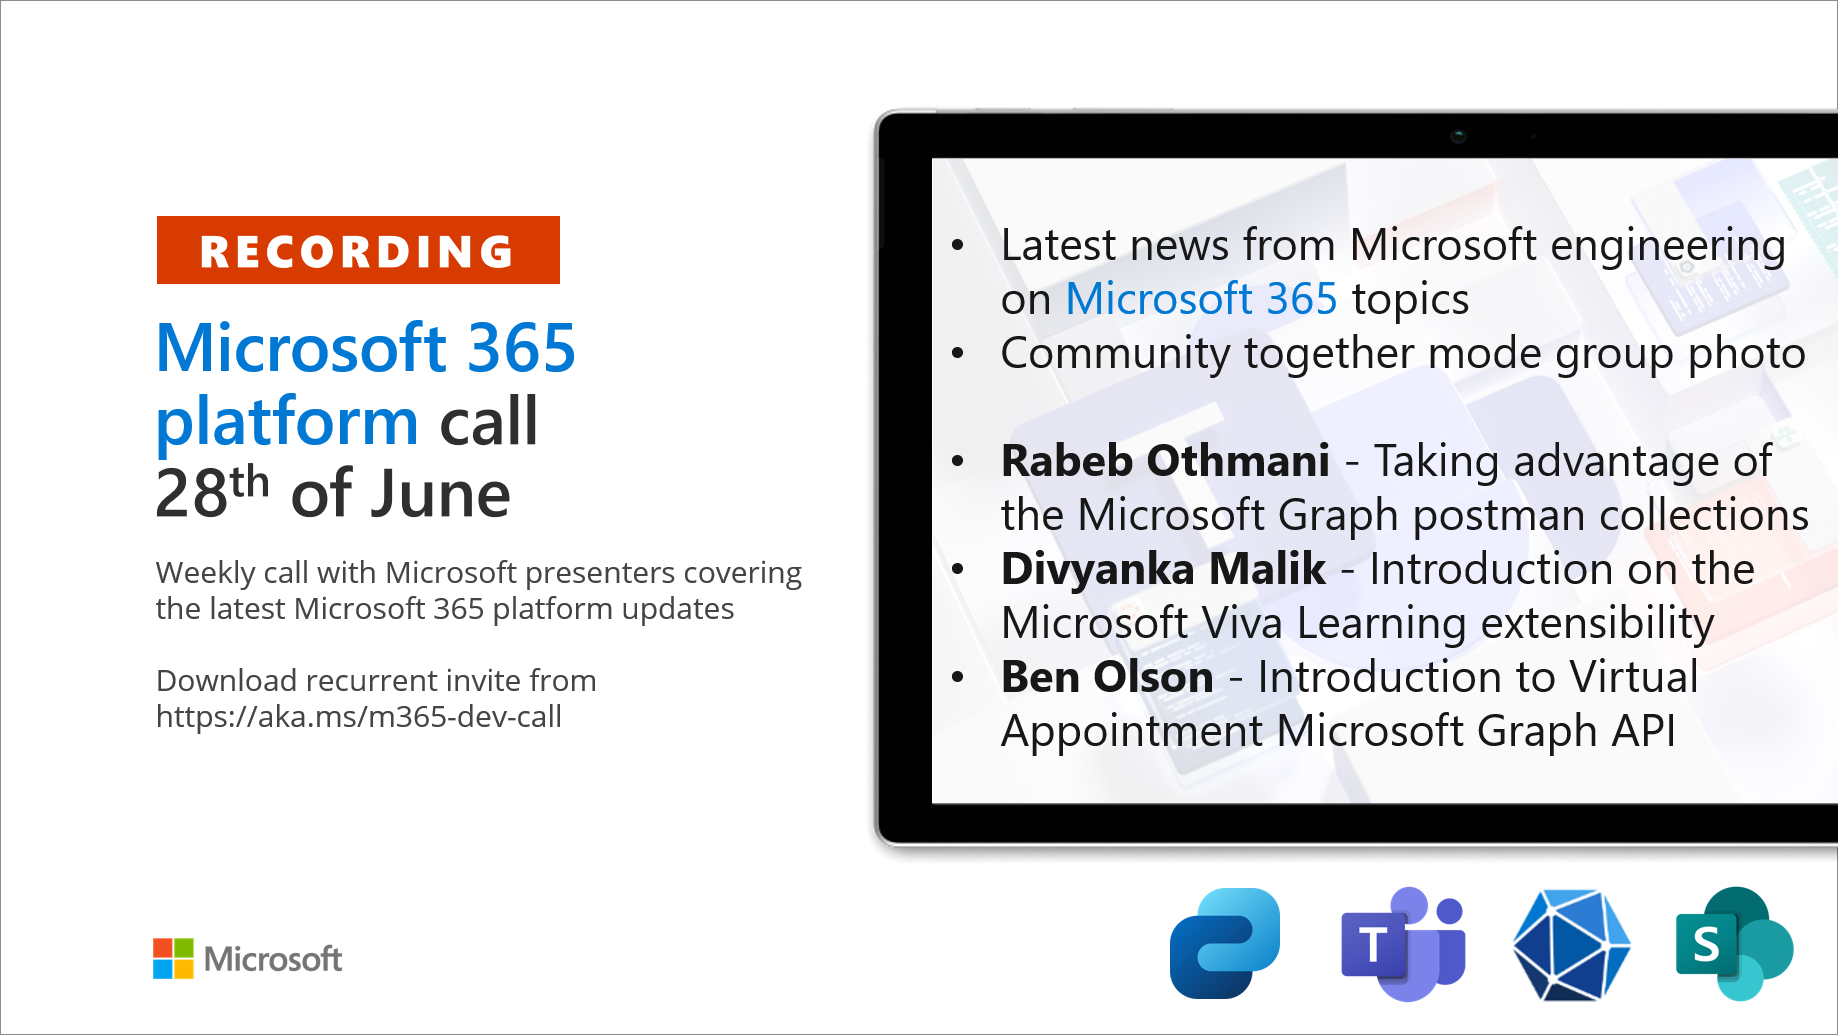 RECORDING
Microsoft 365
platform call
28th of June
Weekly call with Microsoft presenters covering
the latest Microsoft 365 platform updates
Download recurrent invite from
https://aka.ms/m365-dev-call
• Latest news from Microsoft engineering
on Microsoft 365 topics
• Community together mode group photo
• Rabeb Othmani - Taking advantage of
the Microsoft Graph postman collections
• Divyanka Malik - Introduction on the
Microsoft Viva Learning extensibility
• Ben Olson - Introduction to Virtual
Appointment Microsoft Graph API
Microsoft
T
S